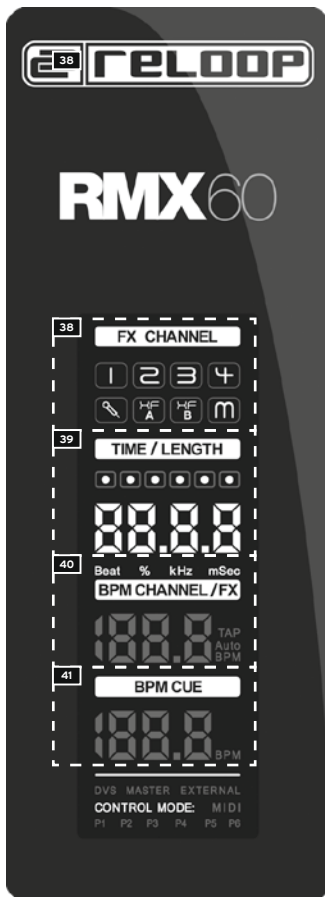 38
reloop
RMX60
38
FX CHANNEL
1 2 3 4
XF A XF B M
39
TIME / LENGTH
88.8.8
Beat % kHz mSec
40
BPM CHANNEL/FX
188.8 TAP
Auto
BPM
41
BPM CUE
188.8 BPM
DVS MASTER EXTERNAL
CONTROL MODE: MIDI
P1 P2 P3 P4 P5 P6